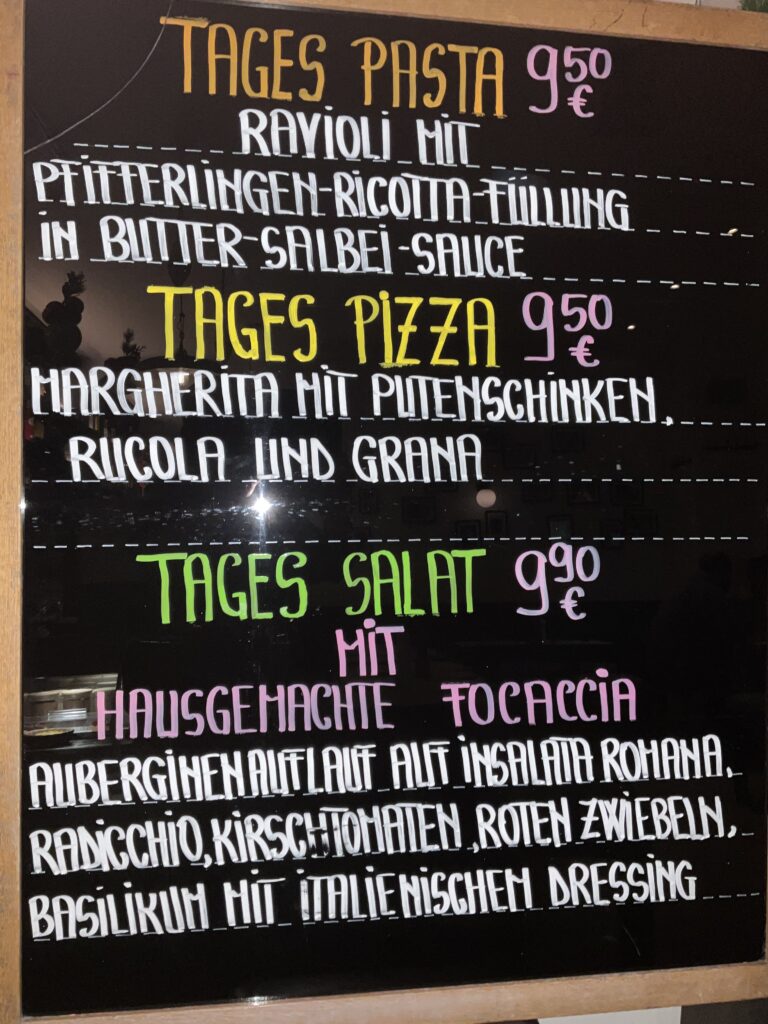 TAGES PASTA 9,50 €
RAVIOLI MIT
PFIFFERLINGEN-RICOTTA-FÜLLUNG
IN BUTTER-SALBEI-SAUCE
TAGES PIZZA 9,50 €
MARGHERITA MIT PUTENSCHINKEN,
RUCOLA UND GRANA
TAGES SALAT 9,90 €
MIT
HAUSGEMACHTE FOCACCIA
AUBERGINENAUFLAUF AUF INSALATA ROMANA,
RADICCHIO, KIRSCHTOMATEN, ROTEN ZWIEBELN,
BASILIKUM MIT ITALIENISCHEM DRESSING